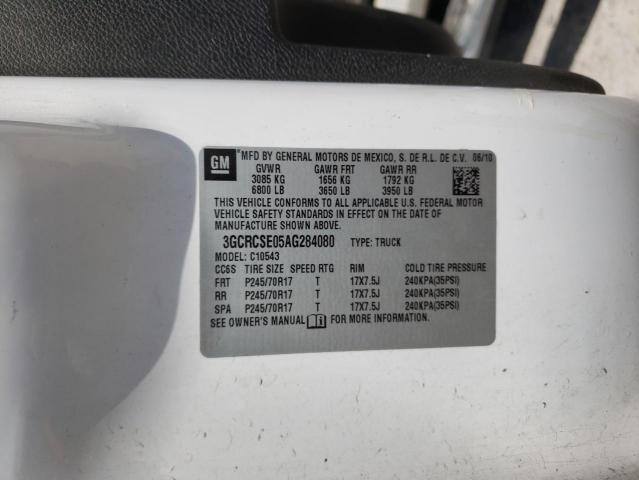 GM MFD BY GENERAL MOTORS DE MEXICO, S. DE R.L. DE C.V. 06/10
GVWR GAWR FRT GAWR RR
3085 KG 1656 KG 1792 KG
6800 LB 3650 LB 3950 LB
THIS VEHICLE CONFORMS TO ALL APPLICABLE U.S. FEDERAL MOTOR
VEHICLE SAFETY STANDARDS IN EFFECT ON THE DATE OF
MANUFACTURE SHOWN ABOVE.
3GCRCSE05AG284080 TYPE: TRUCK
MODEL: C10543
CC6S TIRE SIZE SPEED RTG RIM COLD TIRE PRESSURE
FRT P245/70R17 T 17X7.5J 240KPA(35PSI)
RR P245/70R17 T 17X7.5J 240KPA(35PSI)
SPA P245/70R17 T 17X7.5J 240KPA(35PSI)
SEE OWNER'S MANUAL FOR MORE INFORMATION.